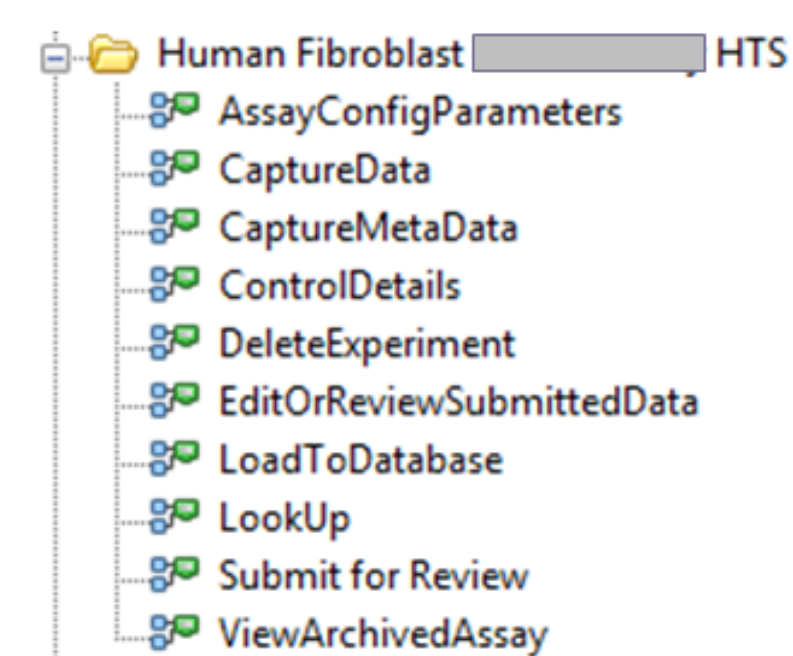 Human Fibroblast HTS
AssayConfigParameters
CaptureData
CaptureMetaData
ControlDetails
DeleteExperiment
EditOrReviewSubmittedData
LoadToDatabase
LookUp
Submit for Review
ViewArchivedAssay